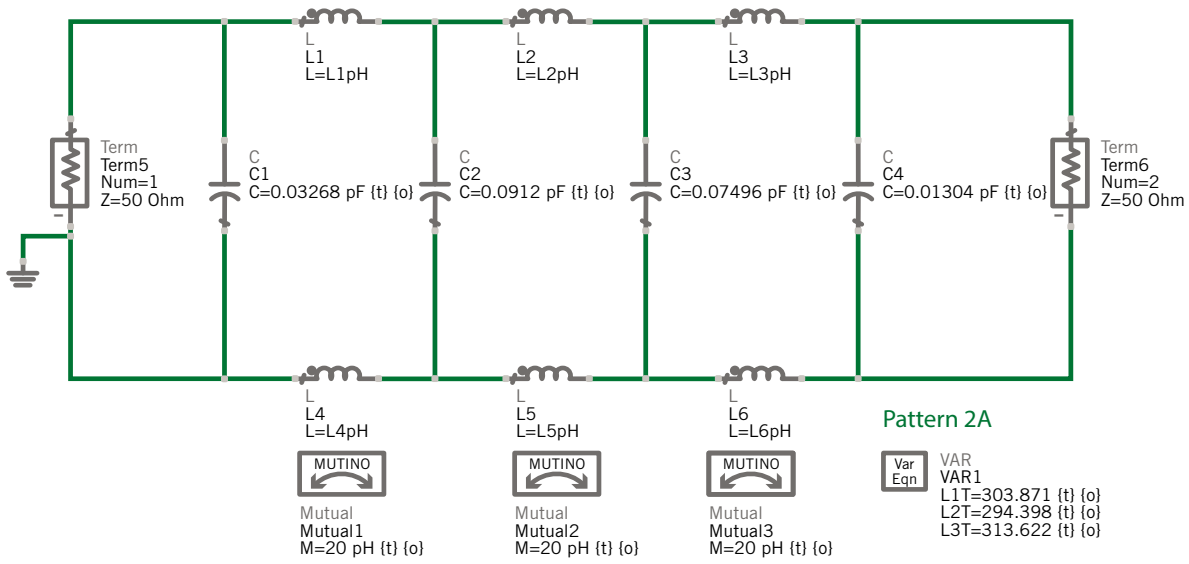 L
L1
L=L1pH
L
L2
L=L2pH
L
L3
L=L3pH
Term
Term5
Num=1
Z=50 Ohm
C
C1
C=0.03268 pF {t} {o}
C
C2
C=0.0912 pF {t} {o}
C
C3
C=0.07496 pF {t} {o}
C
C4
C=0.01304 pF {t} {o}
Term
Term6
Num=2
Z=50 Ohm
L
L4
L=L4pH
L
L5
L=L5pH
L
L6
L=L6pH
MUTINO
Mutual
Mutual1
M=20 pH {t} {o}
MUTINO
Mutual
Mutual2
M=20 pH {t} {o}
MUTINO
Mutual
Mutual3
M=20 pH {t} {o}
Pattern 2A
Var
Eqn
VAR
VAR1
L1T=303.871 {t} {o}
L2T=294.398 {t} {o}
L3T=313.622 {t} {o}